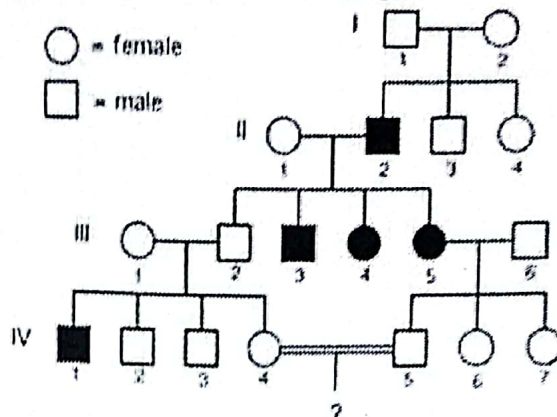 = female
= male
I
1 2
II
1 2 3 4
III
1 2 3 4 5 6
IV
1 2 3 4 5 6 7
?